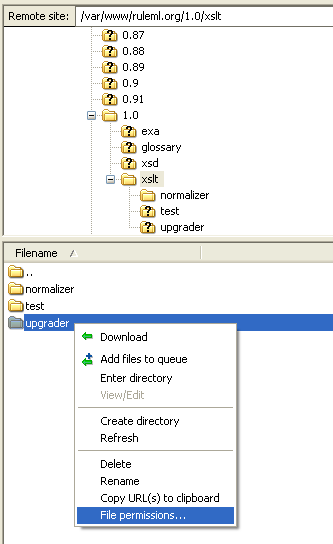 Remote site: /var/www/ruleml.org/1.0/xslt
0.87
0.88
0.89
0.9
0.91
1.0
exa
glossary
xsd
xslt
normalizer
test
upgrader
Filename
..
normalizer
test
upgrader
Download
Add files to queue
Enter directory
View/Edit
Create directory
Refresh
Delete
Rename
Copy URL(s) to clipboard
File permissions...